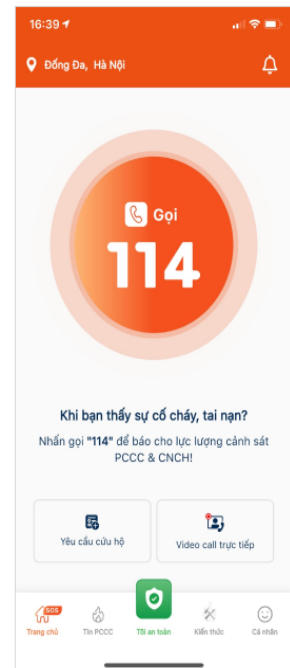 16:39
Đống Đa, Hà Nội
Gọi
114
Khi bạn thấy sự cố cháy, tai nạn?
Nhấn gọi "114" để báo cho lực lượng cảnh sát
PCCC & CNCH!
Yêu cầu cứu hộ
Video call trực tiếp
SOS
Trang chủ
Tin PCCC
Tôi an toàn
Kiến thức
Cá nhân